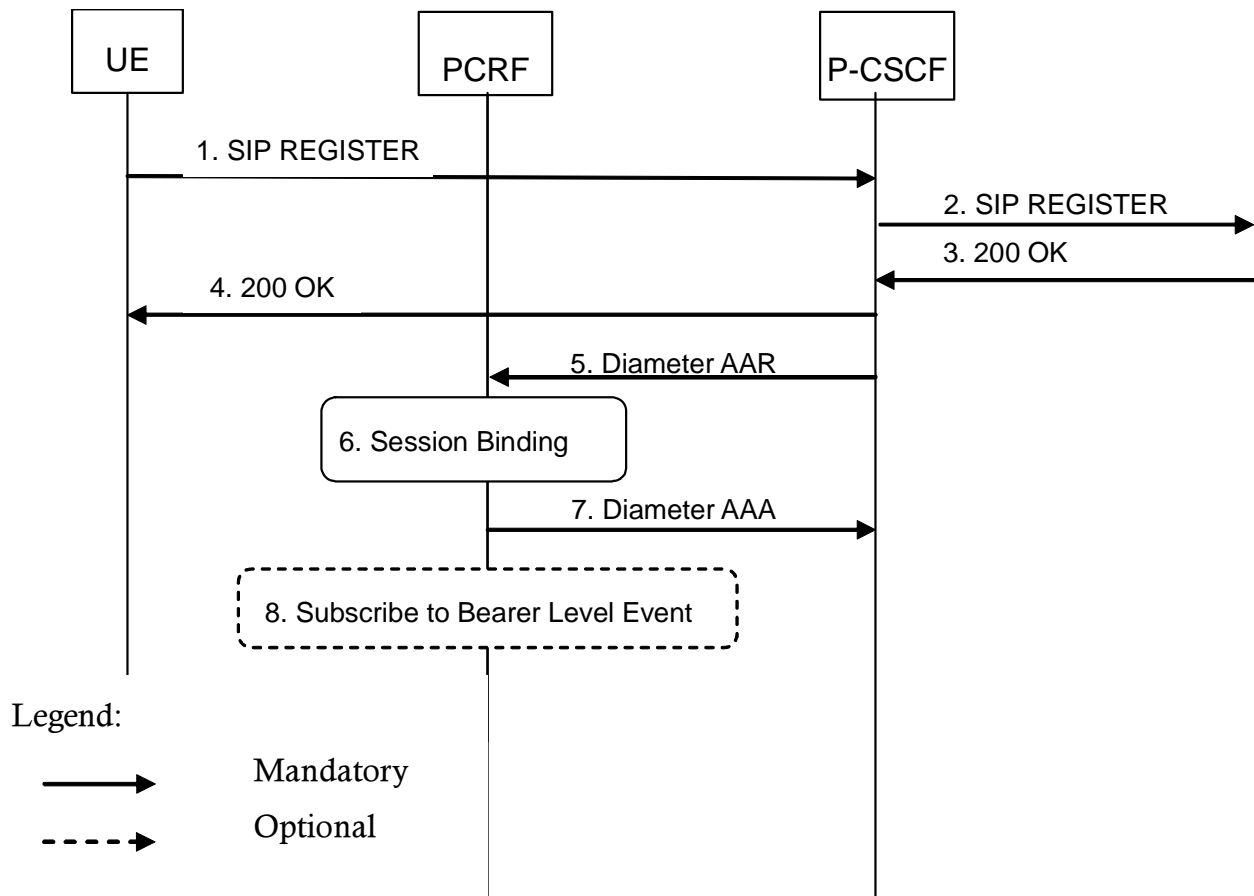 UE
PCRF
P-CSCF
1. SIP REGISTER
2. SIP REGISTER
3. 200 OK
4. 200 OK
5. Diameter AAR
6. Session Binding
7. Diameter AAA
8. Subscribe to Bearer Level Event
Legend:
Mandatory
Optional